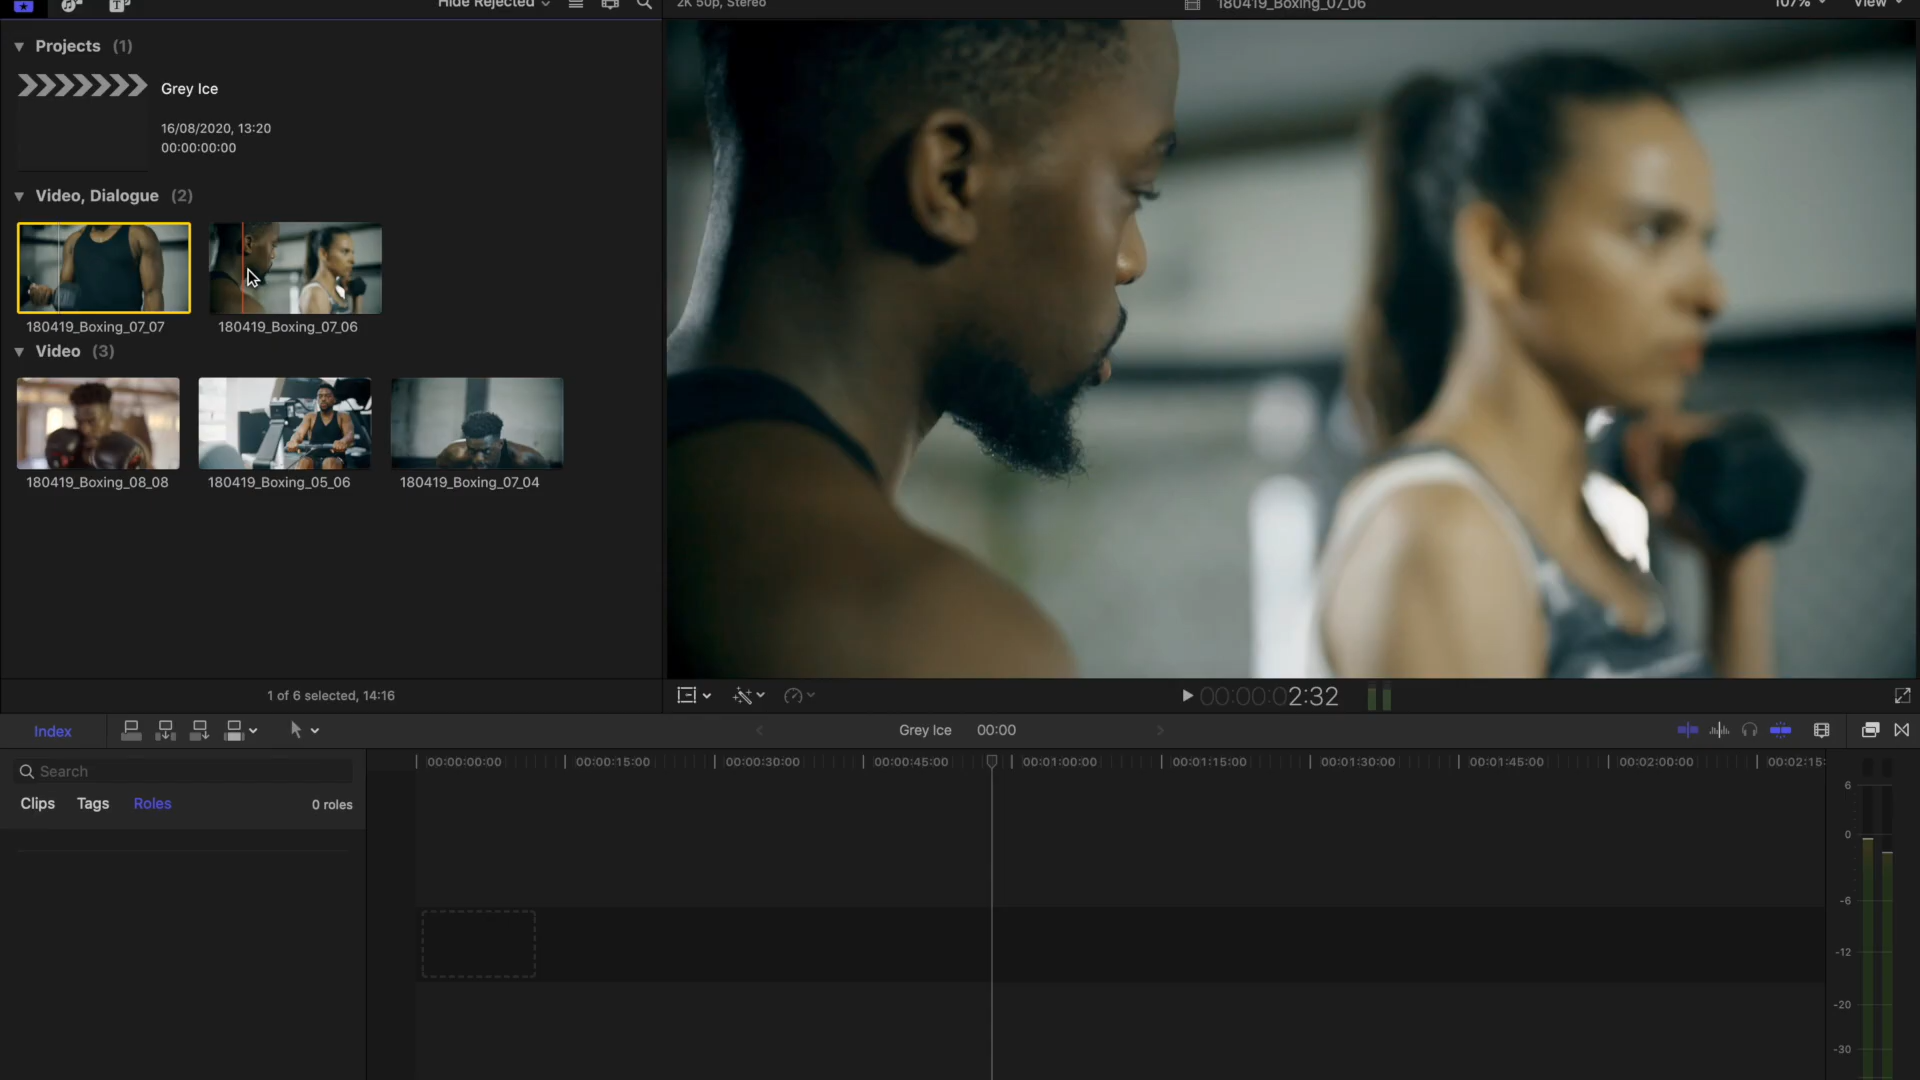 Hide Rejected
2K 50p, Stereo
180419_Boxing_07_06
107%
View
Projects (1)
Grey Ice
16/08/2020, 13:20
00:00:00:00
Video, Dialogue (2)
180419_Boxing_07_07
180419_Boxing_07_06
Video (3)
180419_Boxing_08_08
180419_Boxing_05_06
180419_Boxing_07_04
1 of 6 selected, 14:16
00:00:02:32
Index
Grey Ice
00:00
Search
Clips
Tags
Roles
0 roles
00:00:00:00
00:00:15:00
00:00:30:00
00:00:45:00
00:01:00:00
00:01:15:00
00:01:30:00
00:01:45:00
00:02:00:00
00:02:15:
6
0
-6
-12
-20
-30